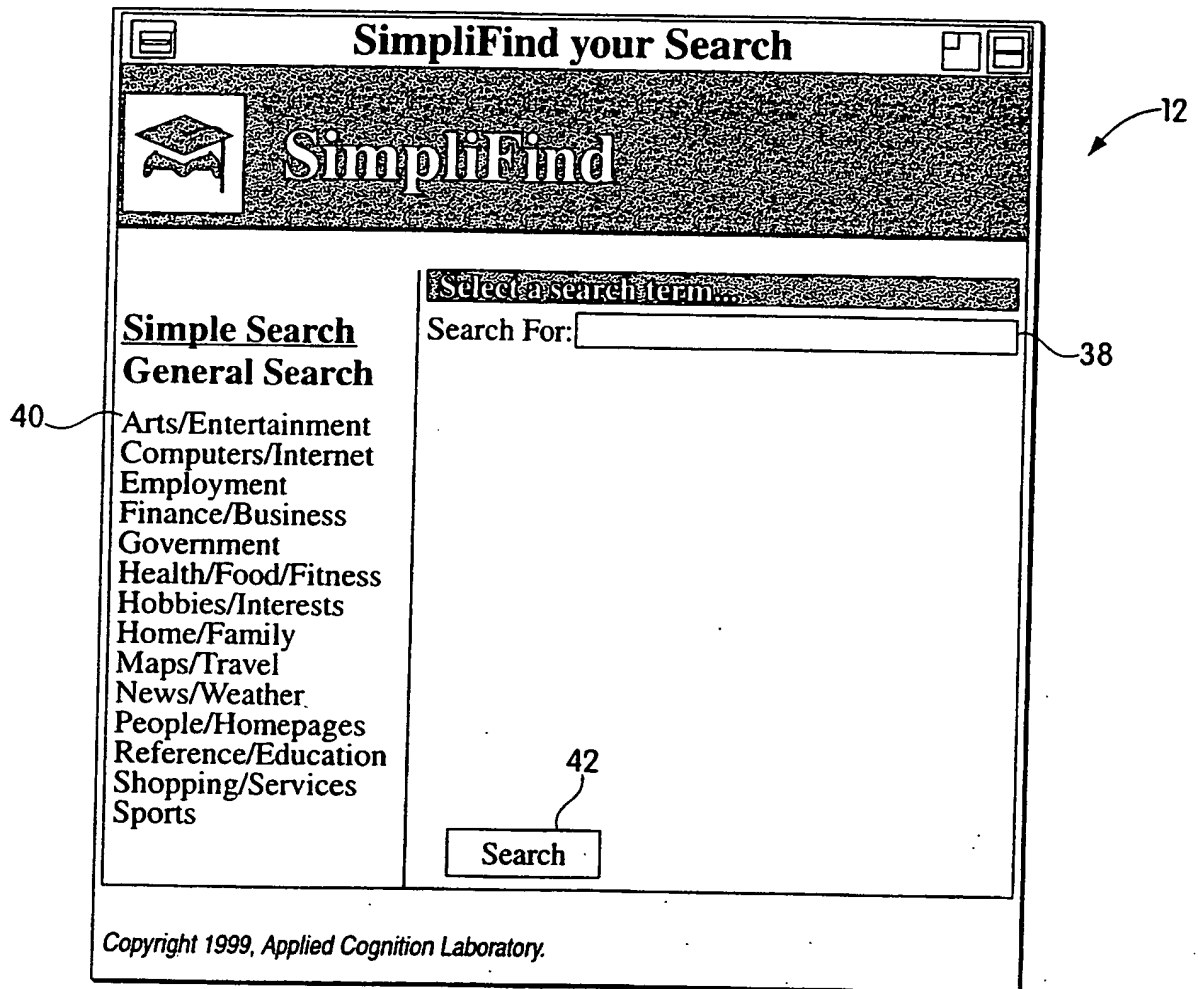 SimpliFind your Search
12
SimpliFind
Select a search term...
Search For:
38
Simple Search
General Search
40
Arts/Entertainment
Computers/Internet
Employment
Finance/Business
Government
Health/Food/Fitness
Hobbies/Interests
Home/Family
Maps/Travel
News/Weather
People/Homepages
Reference/Education
Shopping/Services
Sports
42
Search
Copyright 1999, Applied Cognition Laboratory.